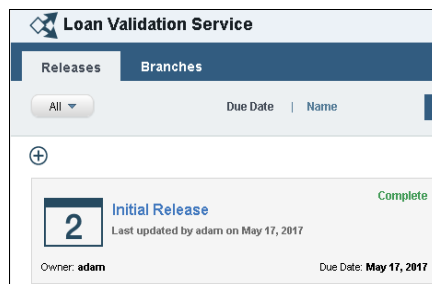 Loan Validation Service
Releases Branches
All Due Date | Name
Complete
2 Initial Release
Last updated by adam on May 17, 2017
Owner: adam Due Date: May 17, 2017